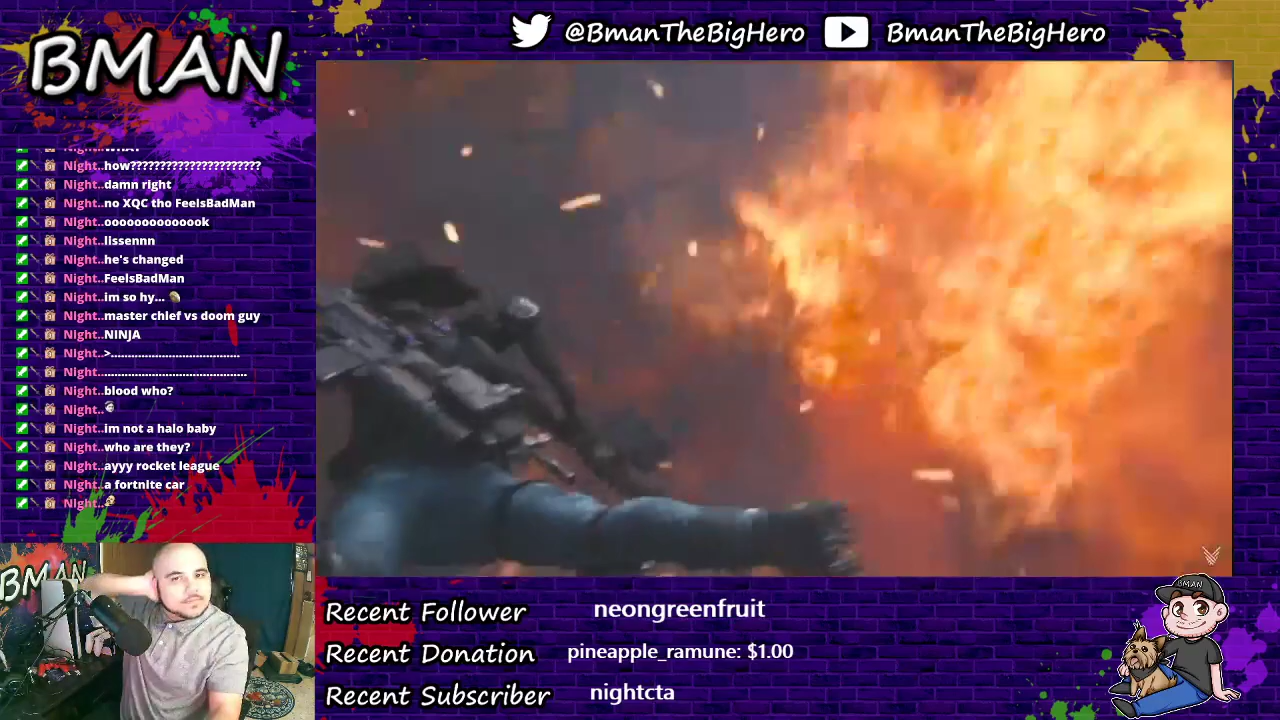 BMAN
@BmanTheBigHero
BmanTheBigHero
Night..how??????????????????????
Night..damn right
Night..no XQC tho FeelsBadMan
Night..oooooooooooook
Night..lissennn
Night..he's changed
Night..FeelsBadMan
Night..im so hy...
Night..master chief vs doom guy
Night..NINJA
Night..>.......................................
Night...........................................
Night..blood who?
Night..
Night..im not a halo baby
Night..who are they?
Night..ayyy rocket league
Night..a fortnite car
Night..
BMAN
Recent Follower neongreenfruit
Recent Donation pineapple_ramune: $1.00
Recent Subscriber nightcta
BMAN